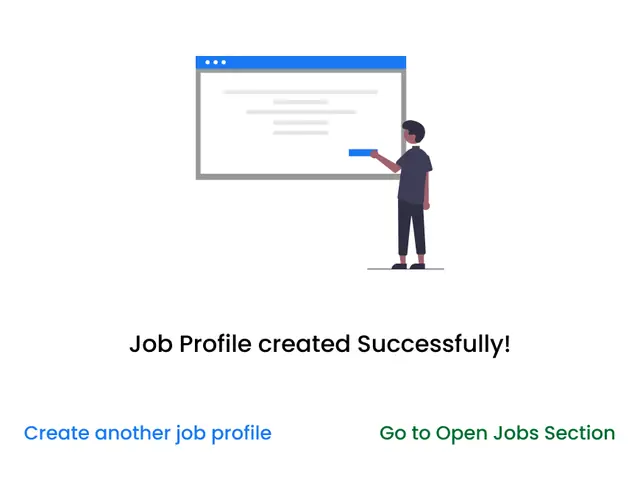 Job Profile created Successfully!
Create another job profile
Go to Open Jobs Section